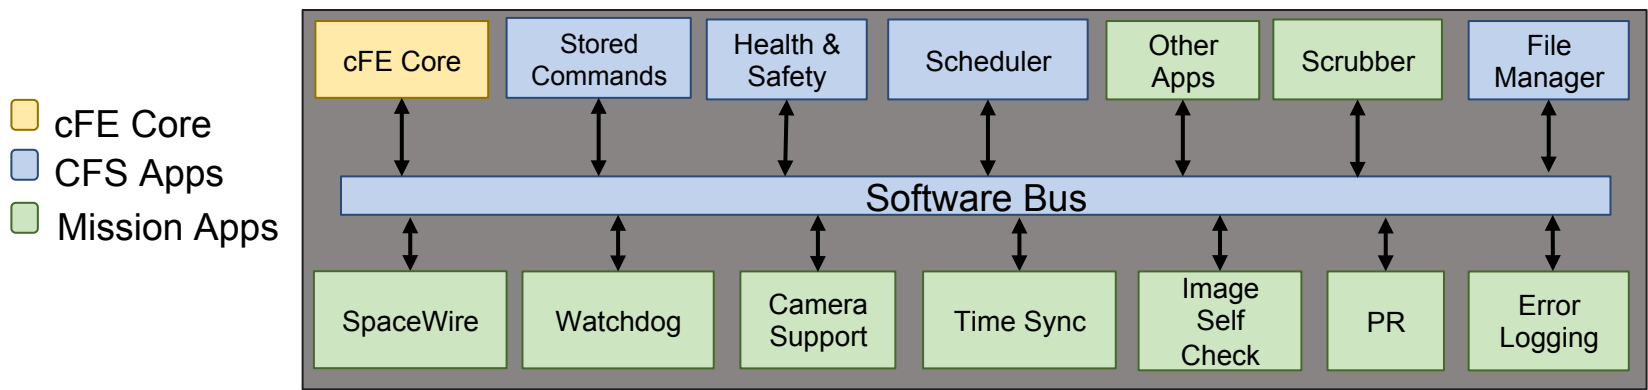 cFE Core
CFS Apps
Mission Apps
cFE Core
Stored
Commands
Health &
Safety
Scheduler
Other
Apps
Scrubber
File
Manager
Software Bus
SpaceWire
Watchdog
Camera
Support
Time Sync
Image
Self
Check
PR
Error
Logging